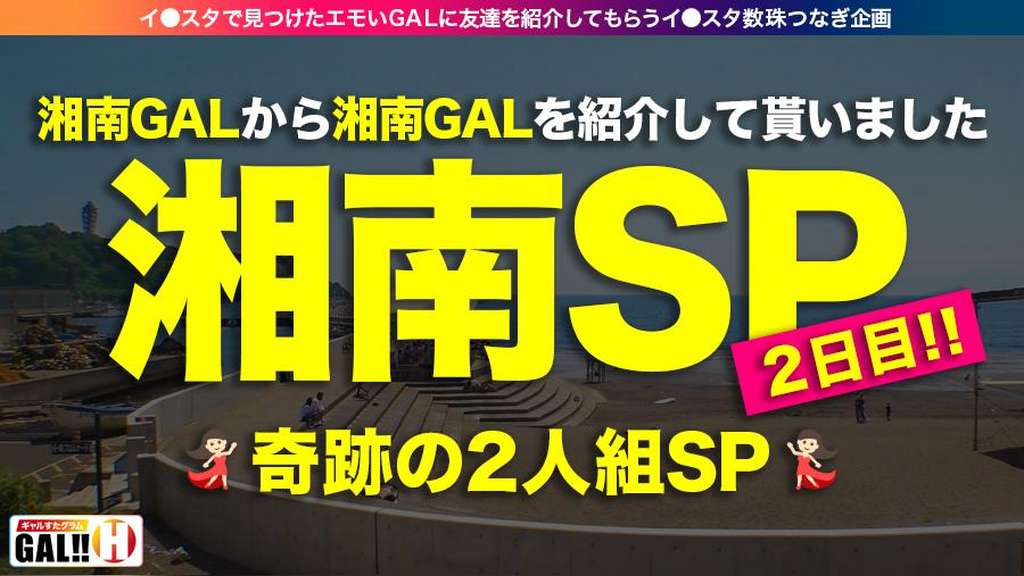 イ●スタで見つけたエモいGALに友達を紹介してもらうイ●スタ数珠つなぎ企画
湘南GALから湘南GALを紹介して貰いました
湘南SP
2日目!!
奇跡の2人組SP
ギャルすたグラム
GAL!! H